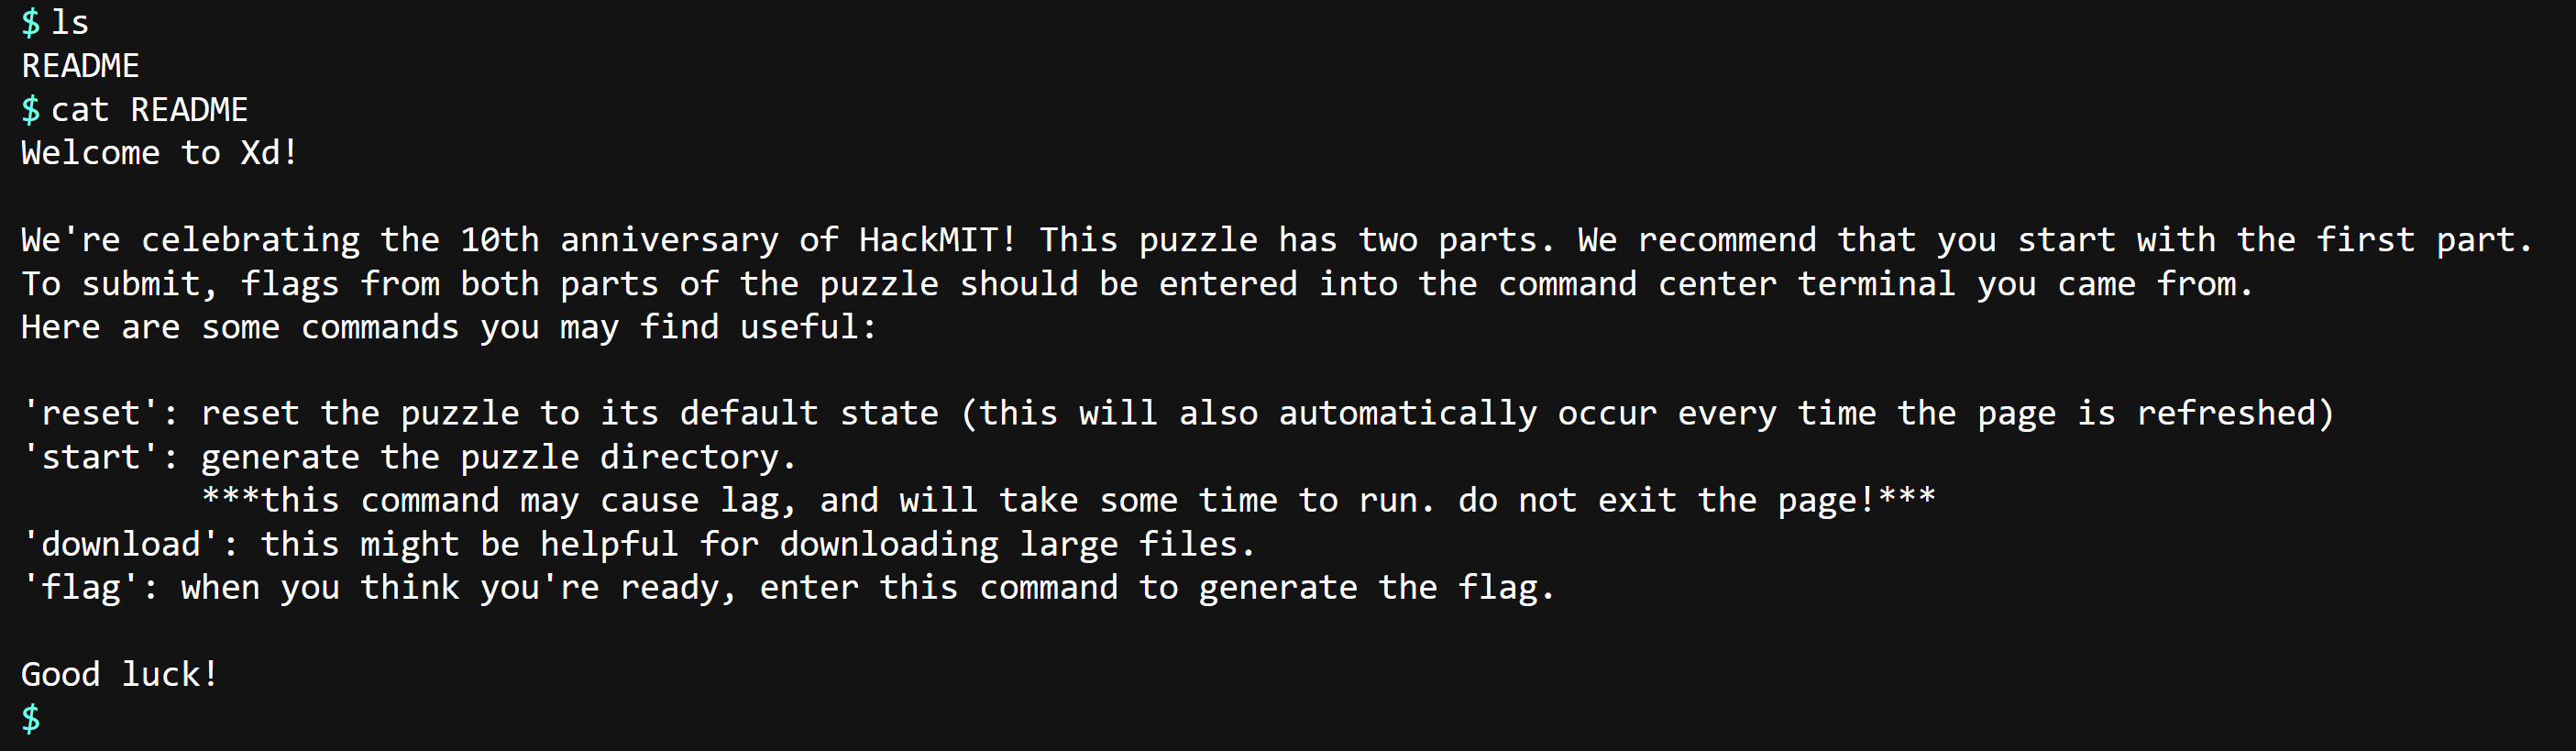 $ ls
README
$ cat README
Welcome to Xd!
We're celebrating the 10th anniversary of HackMIT! This puzzle has two parts. We recommend that you start with the first part.
To submit, flags from both parts of the puzzle should be entered into the command center terminal you came from.
Here are some commands you may find useful:
'reset': reset the puzzle to its default state (this will also automatically occur every time the page is refreshed)
'start': generate the puzzle directory.
***this command may cause lag, and will take some time to run. do not exit the page!***
'download': this might be helpful for downloading large files.
'flag': when you think you're ready, enter this command to generate the flag.
Good luck!
$